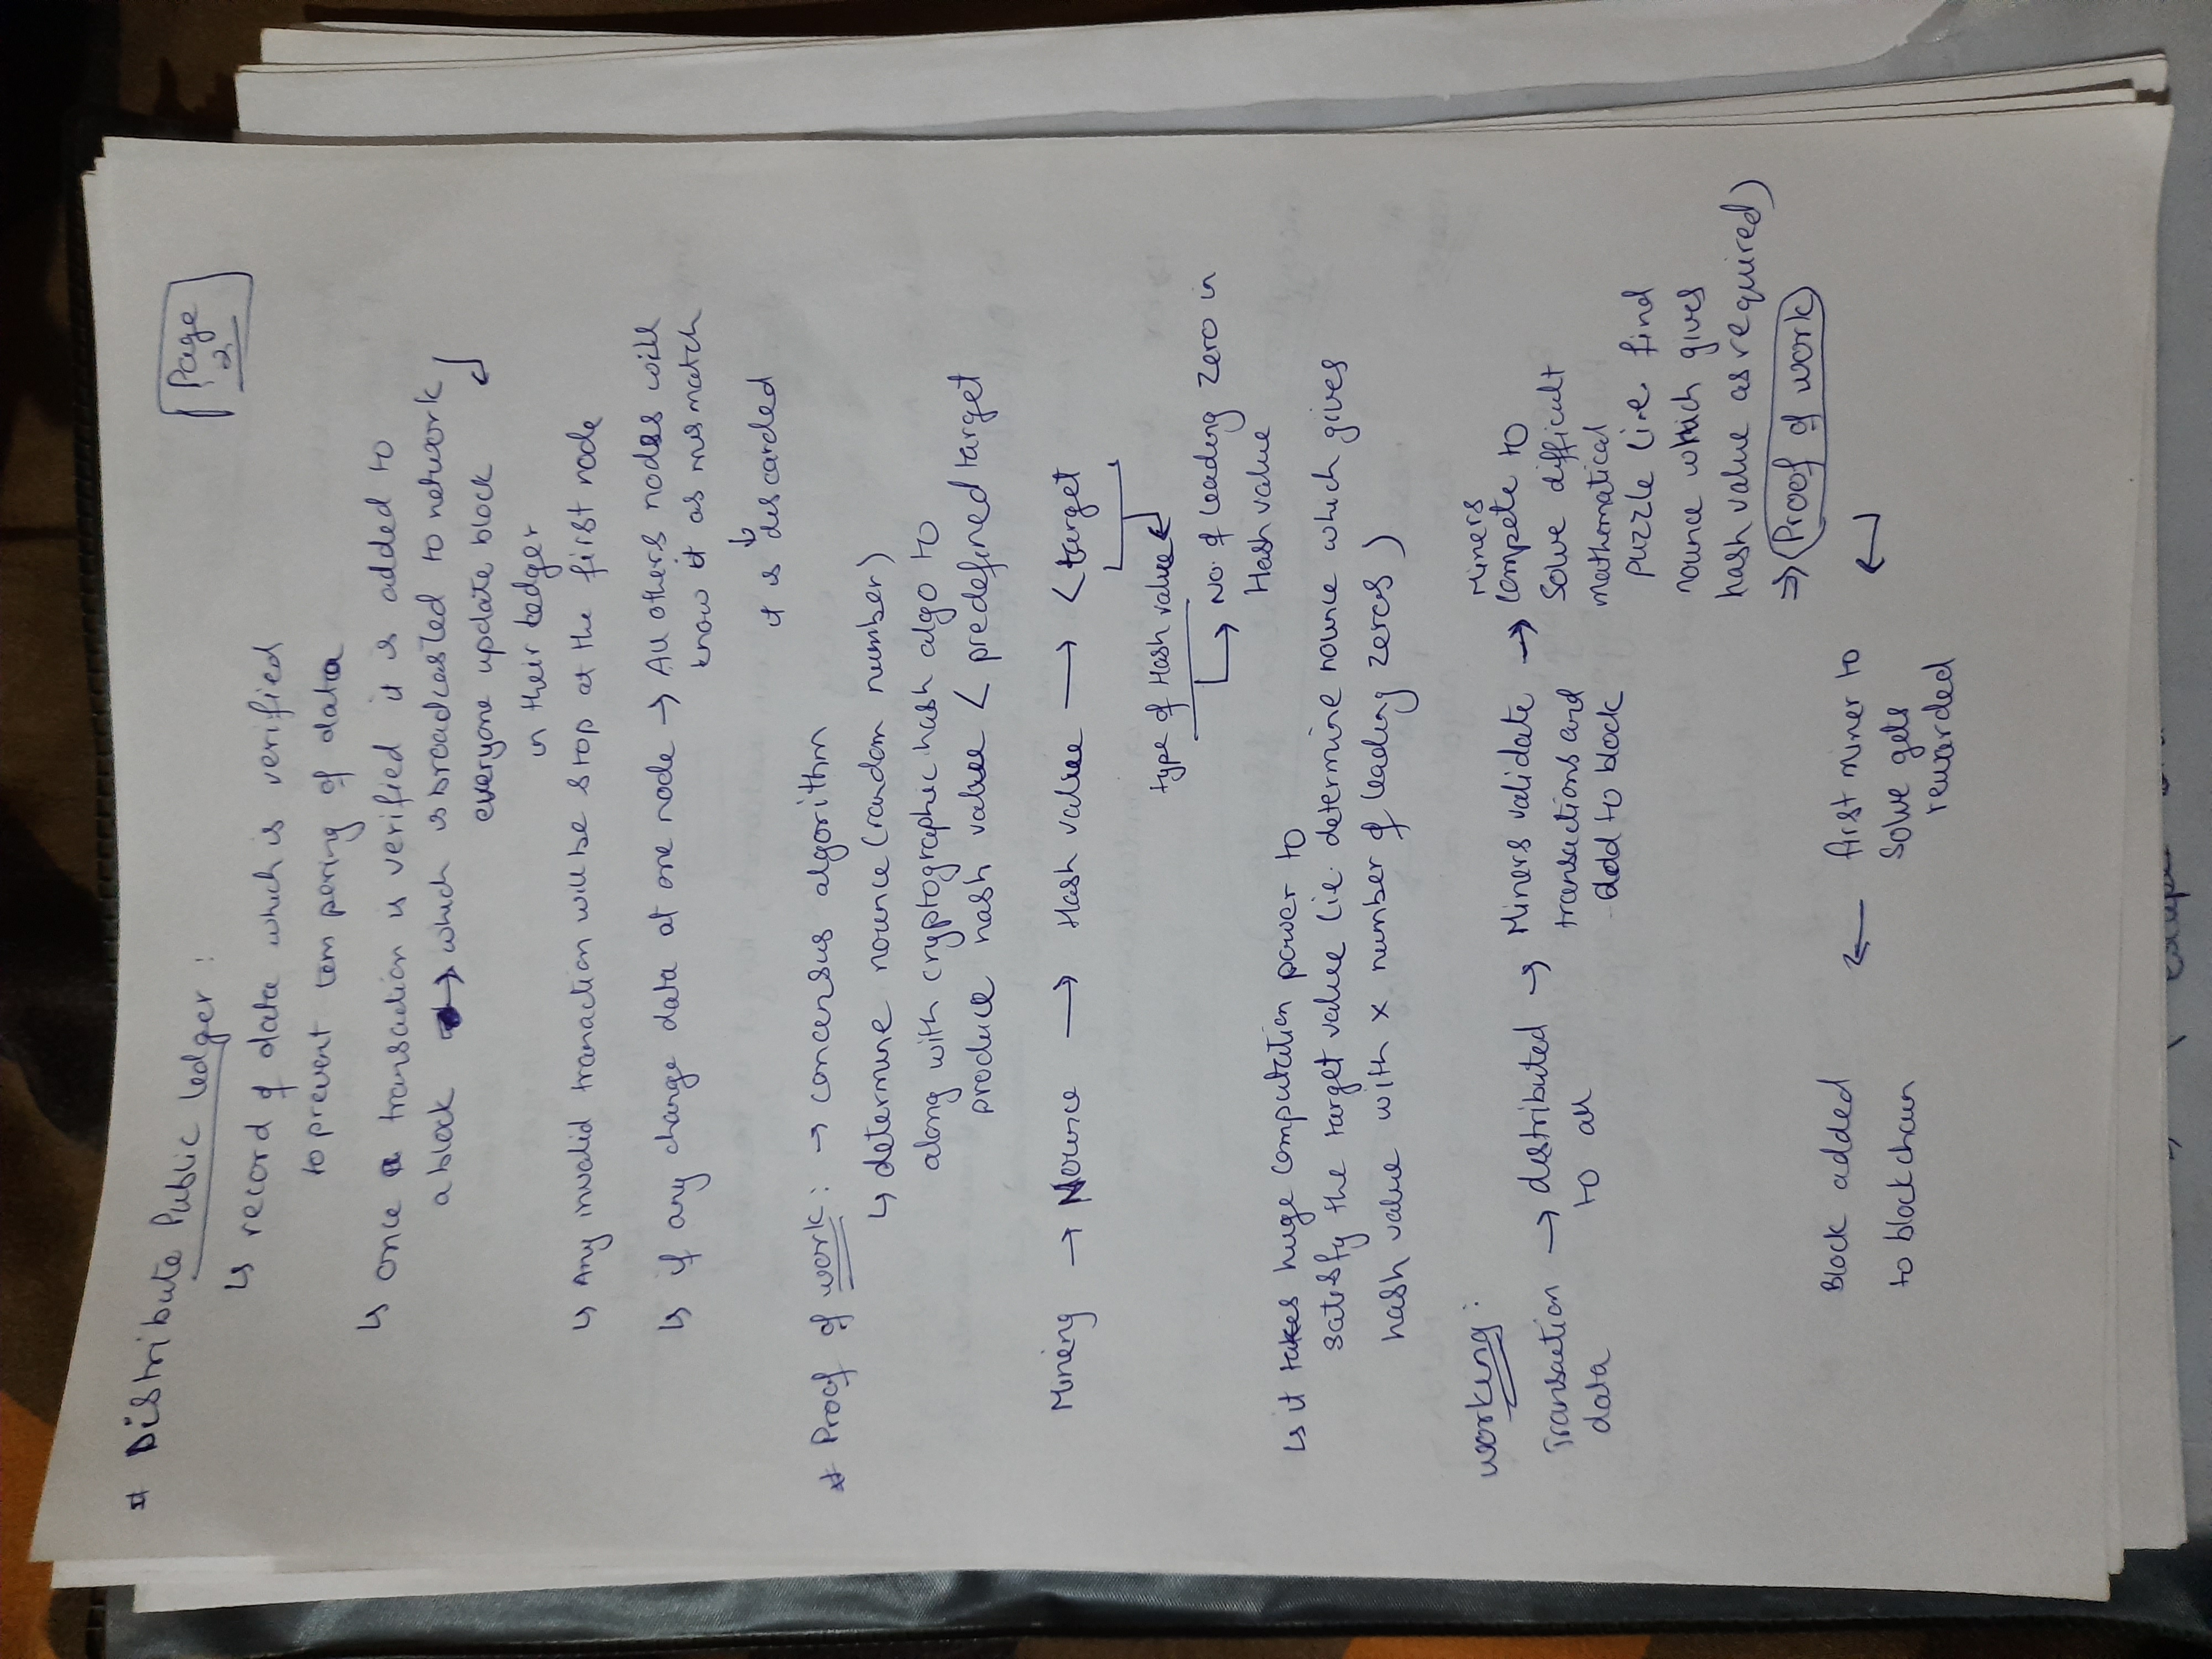 * Distribute Public ledger :
Page 2
↳ record of data which is verified
to prevent tempering of data
↳ once a transaction is verified it is added to
a block → which is broadcasted to network
everyone update block
in their ledger
↳ Any invalid tranaction will be stop at the first node
↳ if any change data at one node → All others nodes will
know it as mismatch
↓
it is discarded
* Proof of work : → concensus algorithm
↳ determine nounce (random number)
along with cryptographic hash algo to
produce hash value < predefined target
Mining → Nounce → Hash value → < target
type of Hash value
↳ No. of leading zero in
Hash value
↳ it takes huge computation power to
satisfy the target value (i.e. determine nounce which gives
hash value with x number of leading zeros)
working :
Transaction data → distributed to all → Miners validate transactions and add to block → Miners compete to
solve difficult
mathematical
puzzle (i.e. find
nounce which gives
hash value as required)
⇒ Proof of work
first miner to
solve gets
rewarded
← Block added
to blockchain